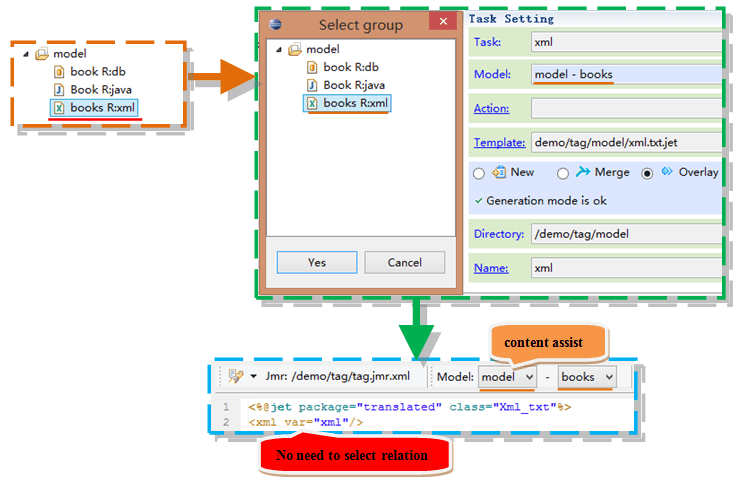 model
book R:db
Book R:java
books R:xml
Select group
model
book R:db
Book R:java
books R:xml
Yes
Cancel
Task Setting
Task:
xml
Model:
model - books
Action:
Template:
demo/tag/model/xml.txt.jet
New
Merge
Overlay
Generation mode is ok
Directory:
/demo/tag/model
Name:
xml
content assist
Jmr: /demo/tag/tag.jmr.xml
Model:
model
-
books
1 <%@jet package="translated" class="Xml_txt"%>
2 <xml var="xml"/>
No need to select relation